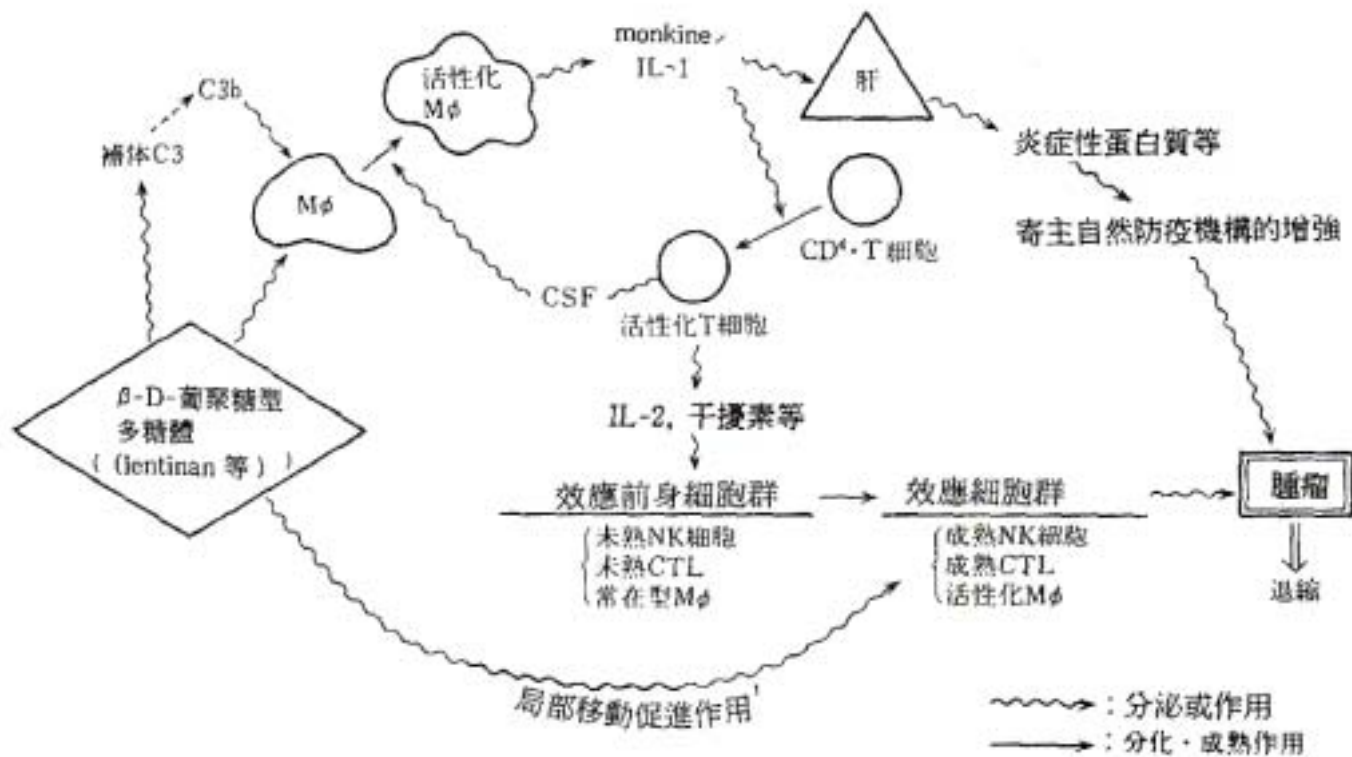 monkine,
IL-1
活性化
Mφ
肝
C3b
補体C3
Mφ
炎症性蛋白質等
寄主自然防疫機構的增強
CD⁴·T細胞
CSF
活性化T細胞
β-D-葡聚糖型
多糖體
( (lentinan 等) )
IL-2, 干擾素等
效應前身細胞群
未熟NK細胞
未熟CTL
常在型Mφ
效應細胞群
成熟NK細胞
成熟CTL
活性化Mφ
腫瘤
退縮
局部移動促進作用
:分泌或作用
:分化·成熟作用